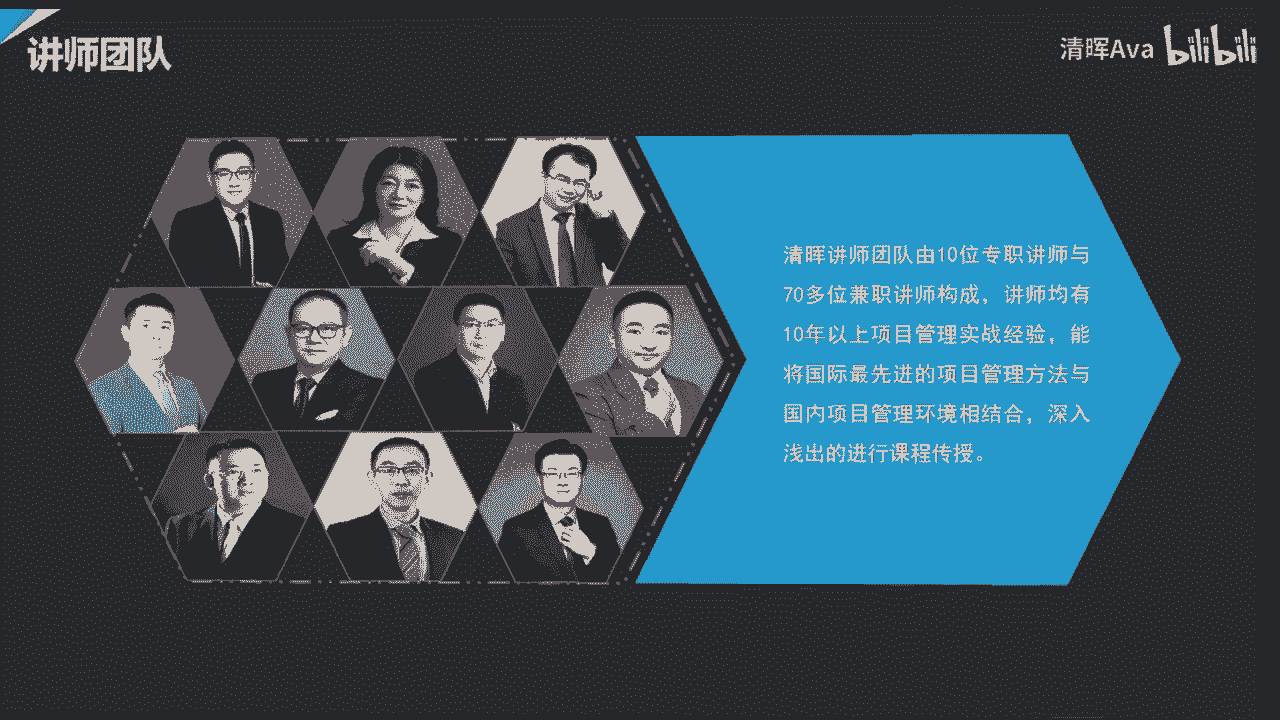 讲师团队
清晖Ava bilibili
清晖讲师团队由10位专职讲师与
70多位兼职讲师构成，讲师均有
10年以上项目管理实战经验，能
将国际最先进的项目管理方法与
国内项目管理环境相结合，深入
浅出的进行课程传授。